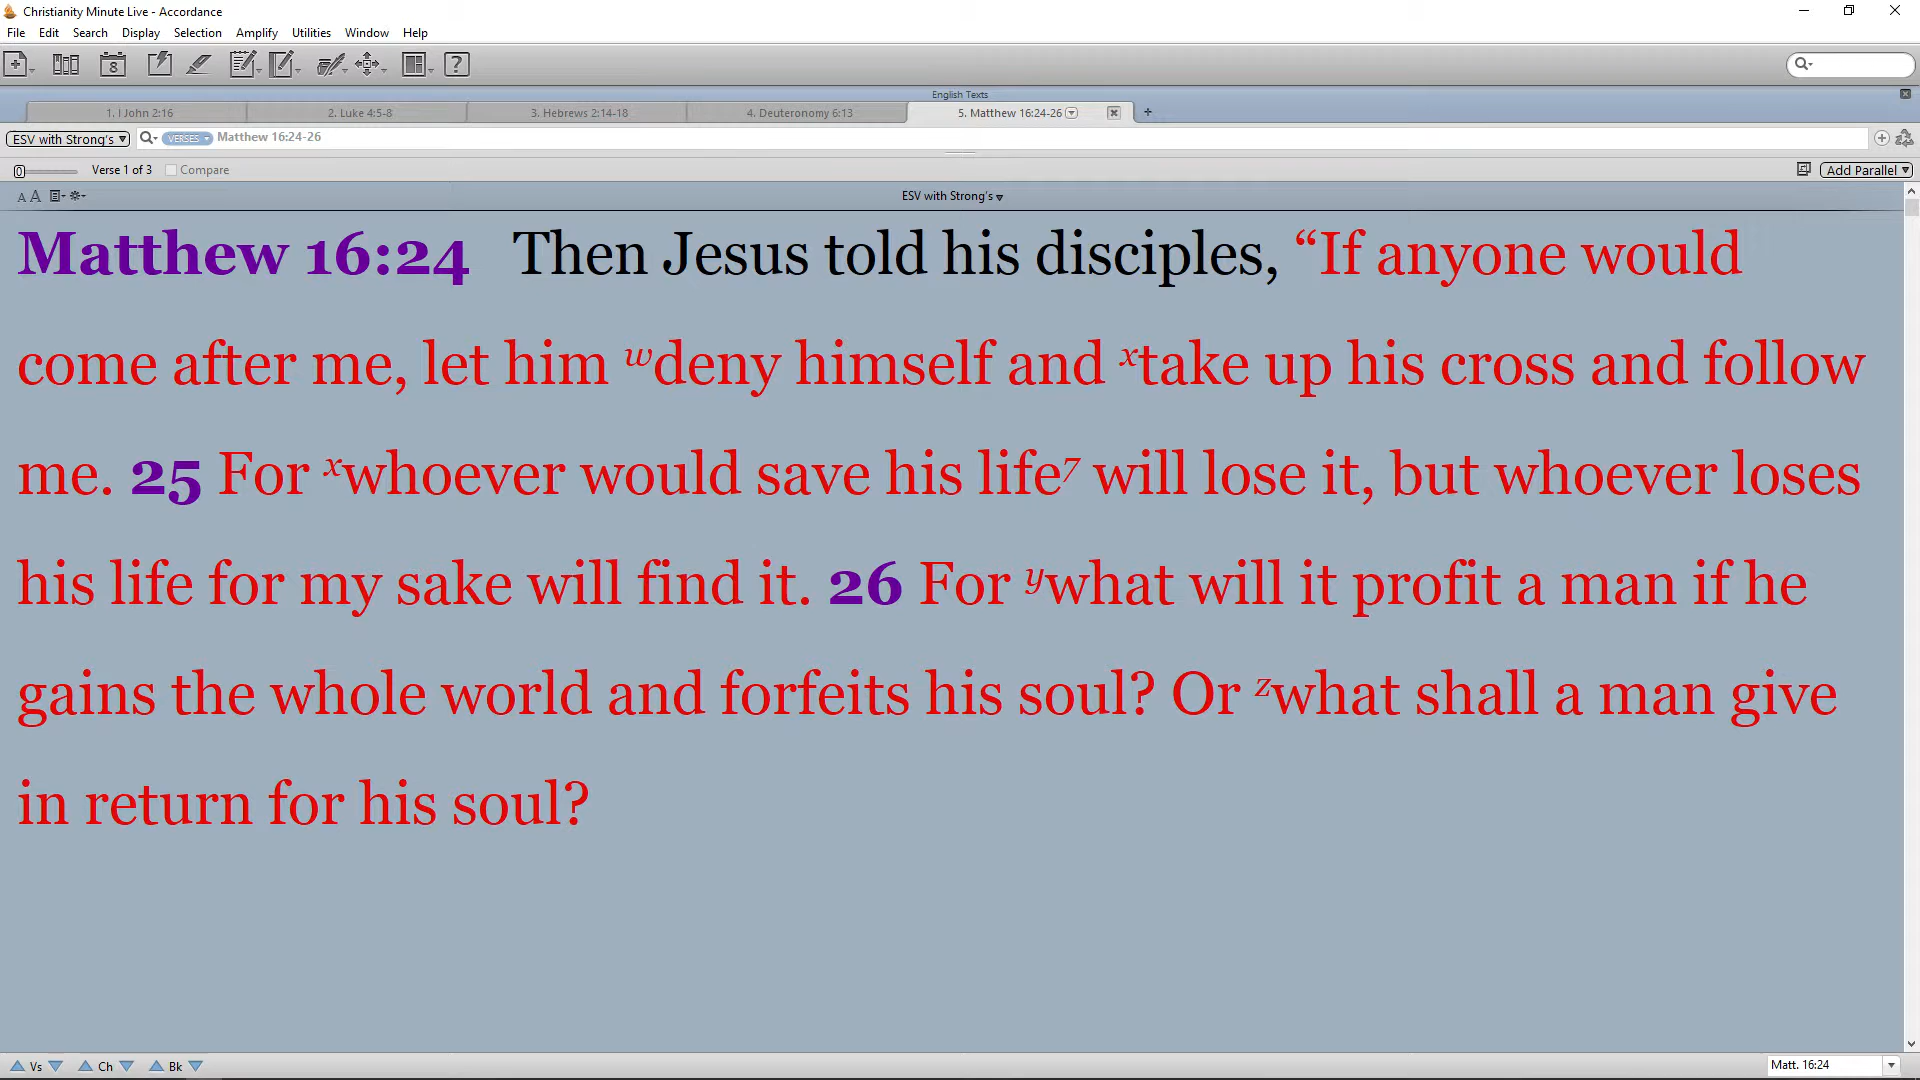 Christianity Minute Live - Accordance
File Edit Search Display Selection Amplify Utilities Window Help
8 ?
English Texts
1. I John 2:16 2. Luke 4:5-8 3. Hebrews 2:14-18 4. Deuteronomy 6:13 5. Matthew 16:24-26 +
ESV with Strong's VERSES Matthew 16:24-26
0 Verse 1 of 3 Compare Add Parallel
A A ESV with Strong's
Matthew 16:24 Then Jesus told his disciples, “If anyone would
come after me, let him wdeny himself and xtake up his cross and follow
me. 25 For xwhoever would save his life7 will lose it, but whoever loses
his life for my sake will find it. 26 For ywhat will it profit a man if he
gains the whole world and forfeits his soul? Or zwhat shall a man give
in return for his soul?
Vs Ch Bk Matt. 16:24